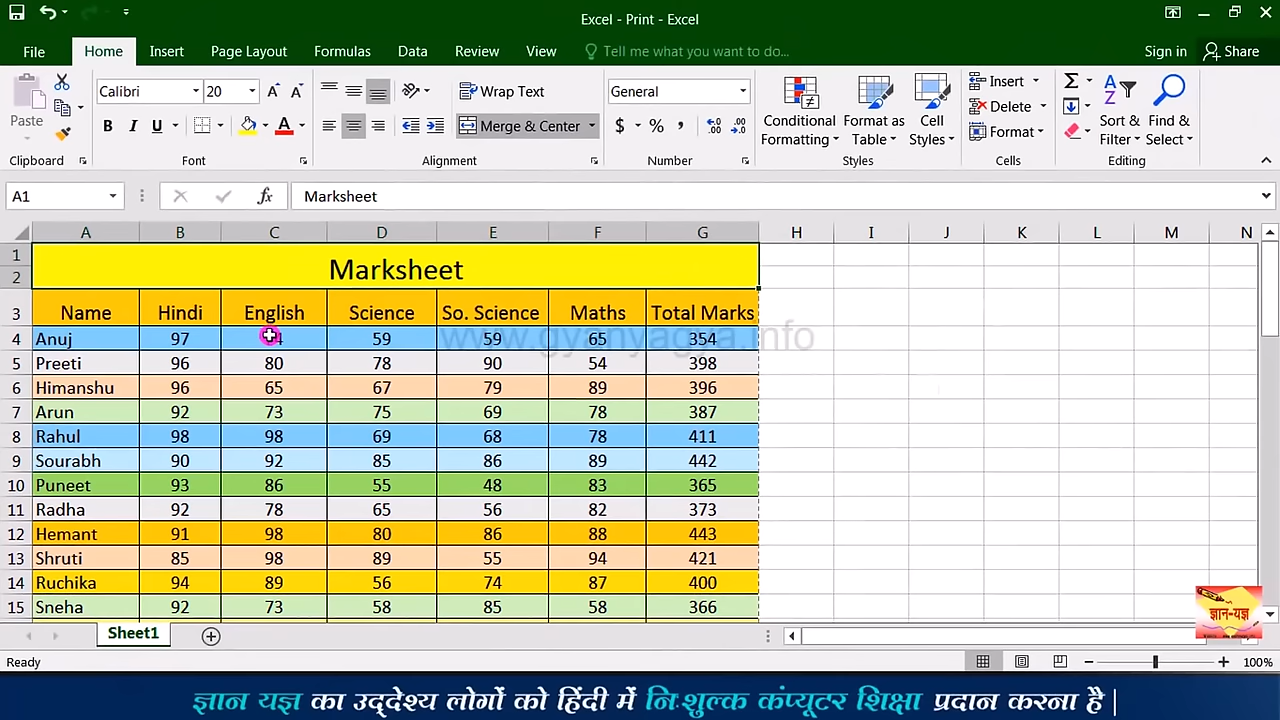 Excel - Print - Excel
File Home Insert Page Layout Formulas Data Review View Tell me what you want to do... Sign in Share
Calibri 20 Wrap Text General Insert Σ
Paste B I U A Merge & Center $ % , Conditional Formatting Format as Table Cell Styles Delete Format Sort & Filter Find & Select
Clipboard Font Alignment Number Styles Cells Editing
A1 fx Marksheet
A B C D E F G H I J K L M N
1 Marksheet
2
3 Name Hindi English Science So. Science Maths Total Marks
4 Anuj 97 59 59 65 354
www.gyanyagya.info
5 Preeti 96 80 78 90 54 398
6 Himanshu 96 65 67 79 89 396
7 Arun 92 73 75 69 78 387
8 Rahul 98 98 69 68 78 411
9 Sourabh 90 92 85 86 89 442
10 Puneet 93 86 55 48 83 365
11 Radha 92 78 65 56 82 373
12 Hemant 91 98 80 86 88 443
13 Shruti 85 98 89 55 94 421
14 Ruchika 94 89 56 74 87 400
15 Sneha 92 73 58 85 58 366
ज्ञान-यज्ञ
Sheet1
Ready 100%
ज्ञान यज्ञ का उद्देश्य लोगों को हिंदी में निःशुल्क कंप्यूटर शिक्षा प्रदान करना है |